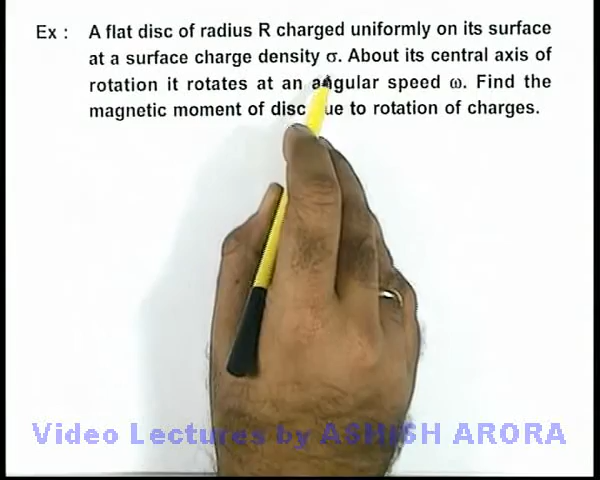 Ex : A flat disc of radius R charged uniformly on its surface
at a surface charge density σ. About its central axis of
rotation it rotates at an angular speed ω. Find the
magnetic moment of disc due to rotation of charges.
Video Lectures by ASHISH ARORA